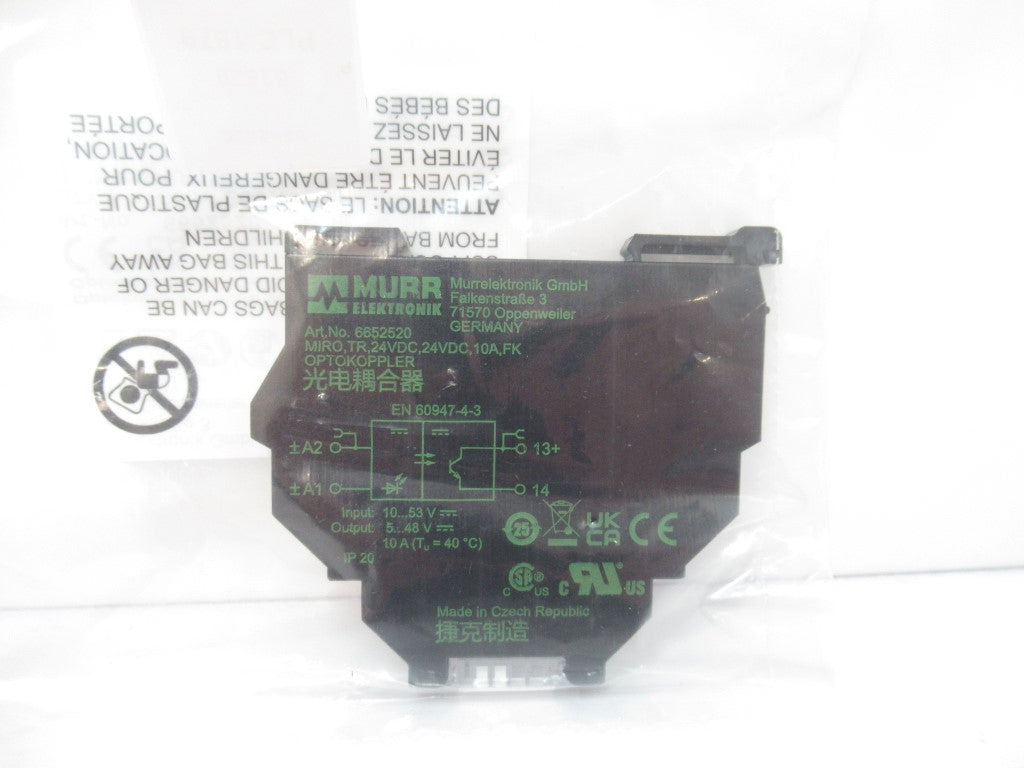 DES BÉBÉS
NE LAISSEZ PORTÉE
ÉVITER LE
PEUVENT ÊTRE DANGEREUX POUR
ATTENTION: LE DE PLASTIQUE
FROM
THIS BAG AWAY
DANGER OF
BAGS CAN BE
MURR
ELEKTRONIK
Murrelektronik GmbH
Falkenstraße 3
71570 Oppenweiler
GERMANY
Art.No. 6652520
MIRO,TR,24VDC,24VDC,10A,FK
OPTOKOPPLER
光电耦合器
EN 60947-4-3
±A2 13+
±A1 14
Input: 10...53 V
Output: 5...48 V
10 A (Tu = 40 °C)
IP 20
25 UK CA CE
C SA ® US C RU US
Made in Czech Republic
捷克制造